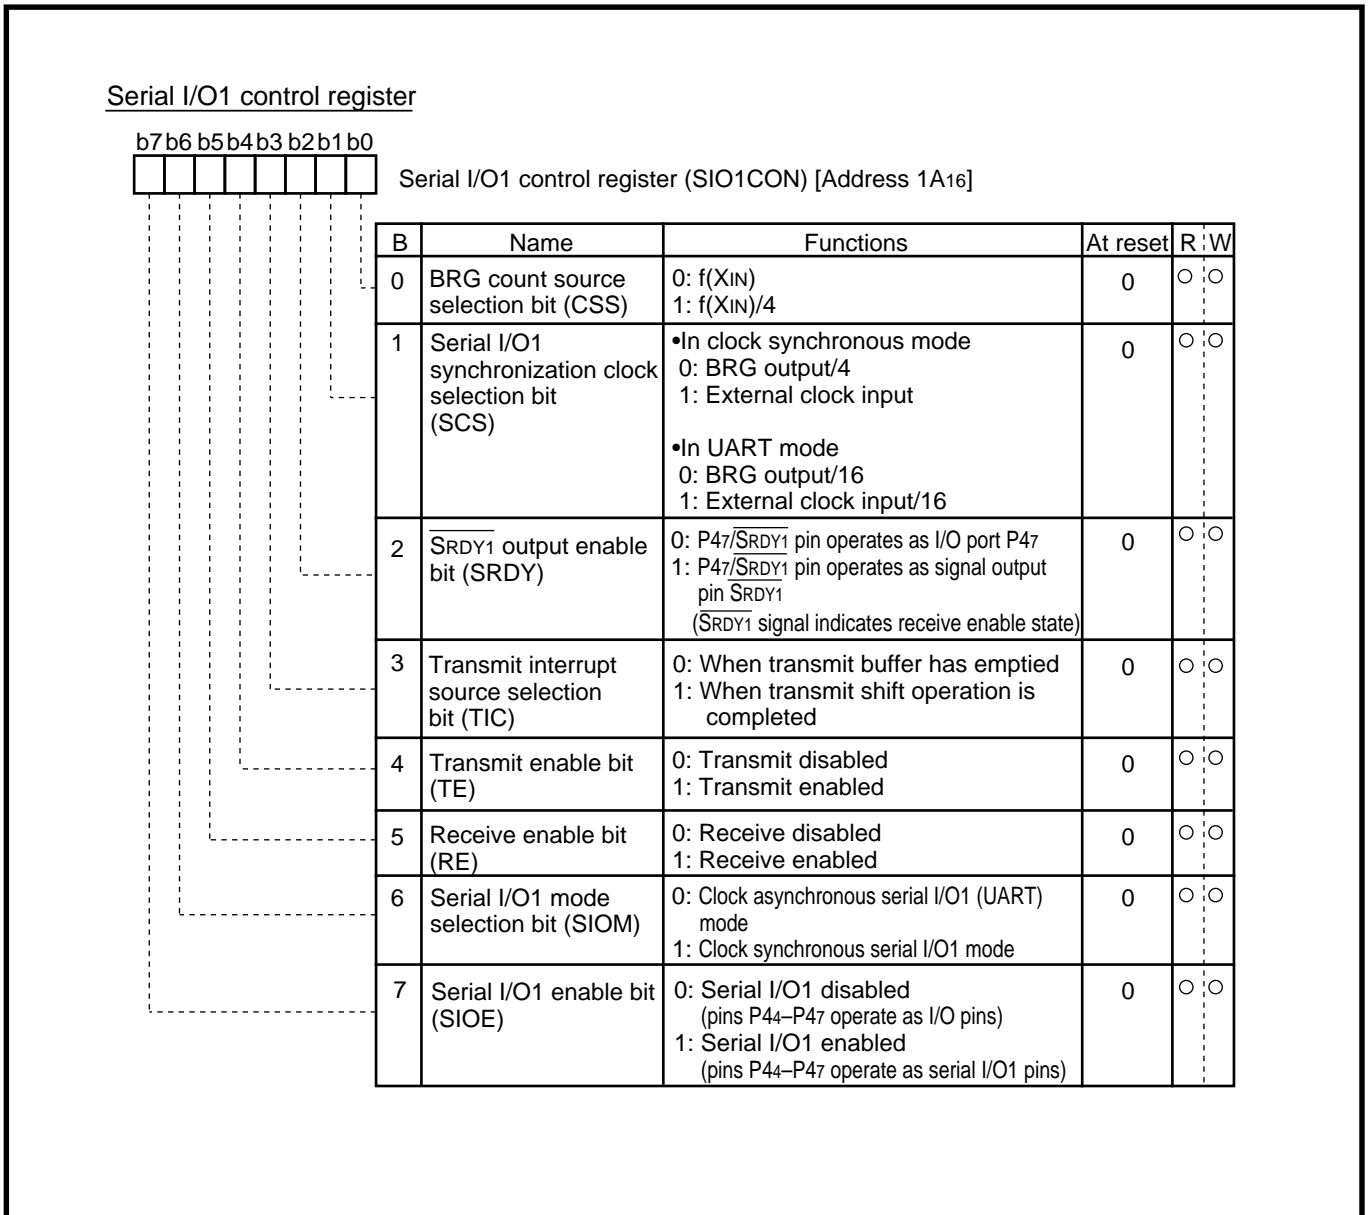 Serial I/O1 control register
b7 b6 b5 b4 b3 b2 b1 b0
Serial I/O1 control register (SIO1CON) [Address 1A16]
B Name Functions At reset R W
0 BRG count source selection bit (CSS)
0: f(XIN)
1: f(XIN)/4
0 ○ ○
1 Serial I/O1 synchronization clock selection bit (SCS)
•In clock synchronous mode
0: BRG output/4
1: External clock input
•In UART mode
0: BRG output/16
1: External clock input/16
0 ○ ○
2 S̅R̅D̅Y̅1̅ output enable bit (SRDY)
0: P47/S̅R̅D̅Y̅1̅ pin operates as I/O port P47
1: P47/S̅R̅D̅Y̅1̅ pin operates as signal output
pin S̅R̅D̅Y̅1̅
(S̅R̅D̅Y̅1̅ signal indicates receive enable state)
0 ○ ○
3 Transmit interrupt source selection bit (TIC)
0: When transmit buffer has emptied
1: When transmit shift operation is
completed
0 ○ ○
4 Transmit enable bit (TE)
0: Transmit disabled
1: Transmit enabled
0 ○ ○
5 Receive enable bit (RE)
0: Receive disabled
1: Receive enabled
0 ○ ○
6 Serial I/O1 mode selection bit (SIOM)
0: Clock asynchronous serial I/O1 (UART)
mode
1: Clock synchronous serial I/O1 mode
0 ○ ○
7 Serial I/O1 enable bit (SIOE)
0: Serial I/O1 disabled
(pins P44–P47 operate as I/O pins)
1: Serial I/O1 enabled
(pins P44–P47 operate as serial I/O1 pins)
0 ○ ○